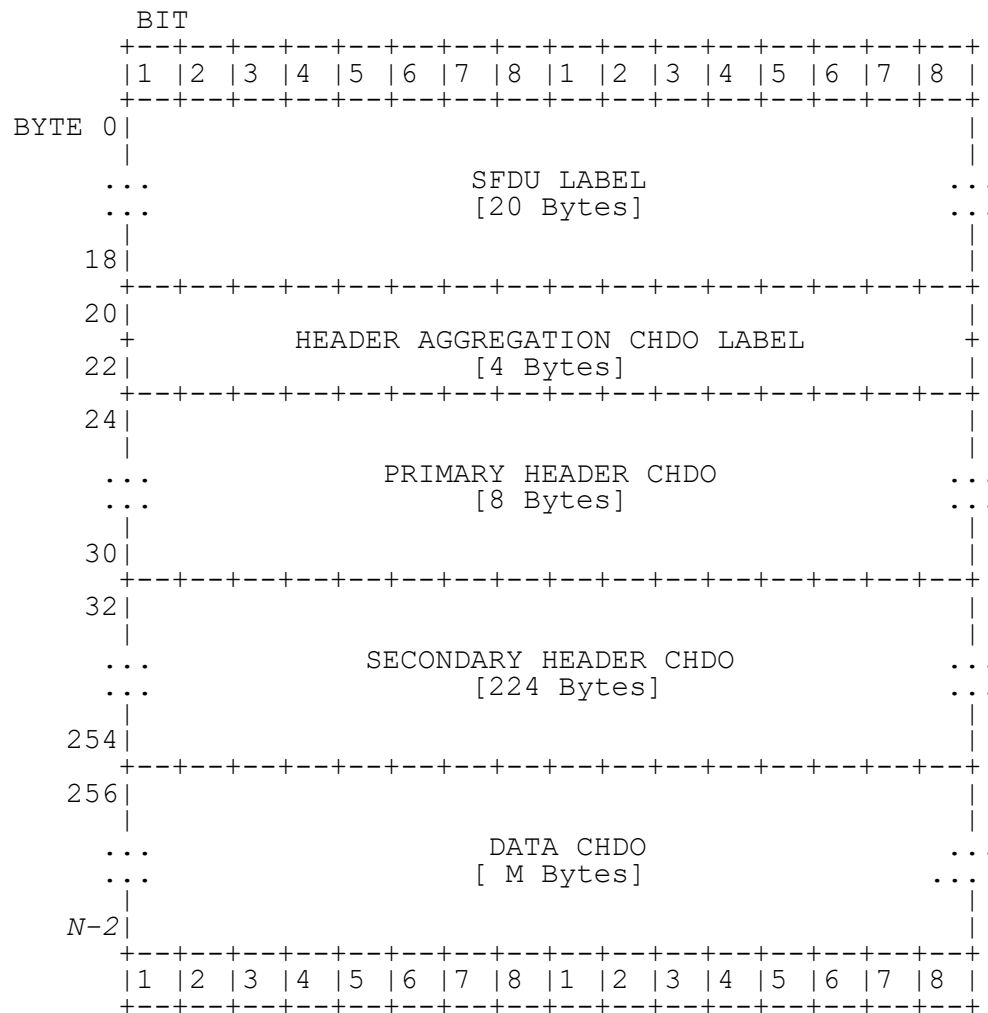 BIT
+--+--+--+--+--+--+--+--+--+--+--+--+--+--+--+--+
|1 |2 |3 |4 |5 |6 |7 |8 |1 |2 |3 |4 |5 |6 |7 |8 |
+--+--+--+--+--+--+--+--+--+--+--+--+--+--+--+--+
BYTE 0| |
| |
... SFDU LABEL ...
... [20 Bytes] ...
| |
18| |
+--+--+--+--+--+--+--+--+--+--+--+--+--+--+--+--+
20| |
+ HEADER AGGREGATION CHDO LABEL +
22| [4 Bytes] |
+--+--+--+--+--+--+--+--+--+--+--+--+--+--+--+--+
24| |
| |
... PRIMARY HEADER CHDO ...
... [8 Bytes] ...
| |
30| |
+--+--+--+--+--+--+--+--+--+--+--+--+--+--+--+--+
32| |
| |
... SECONDARY HEADER CHDO ...
... [224 Bytes] ...
| |
254| |
+--+--+--+--+--+--+--+--+--+--+--+--+--+--+--+--+
256| |
| |
... DATA CHDO ...
... [ M Bytes] ...
| |
N-2| |
+--+--+--+--+--+--+--+--+--+--+--+--+--+--+--+--+
|1 |2 |3 |4 |5 |6 |7 |8 |1 |2 |3 |4 |5 |6 |7 |8 |
+--+--+--+--+--+--+--+--+--+--+--+--+--+--+--+--+